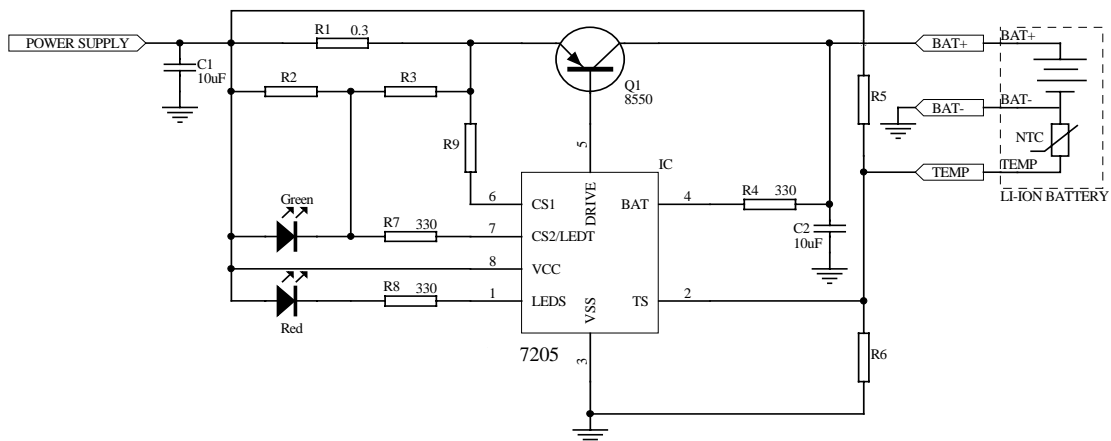 R1 0.3
POWER SUPPLY
C1
10uF
R2
R3
Q1
8550
R5
BAT+
BAT+
BAT-
BAT-
NTC
TEMP
TEMP
LI-ION BATTERY
R9
5
IC
6
CS1
DRIVE
BAT
4
R4 330
Green
R7 330
7
CS2/LEDT
C2
10uF
8
VCC
R8 330
1
LEDS
VSS
TS
2
Red
7205
3
R6